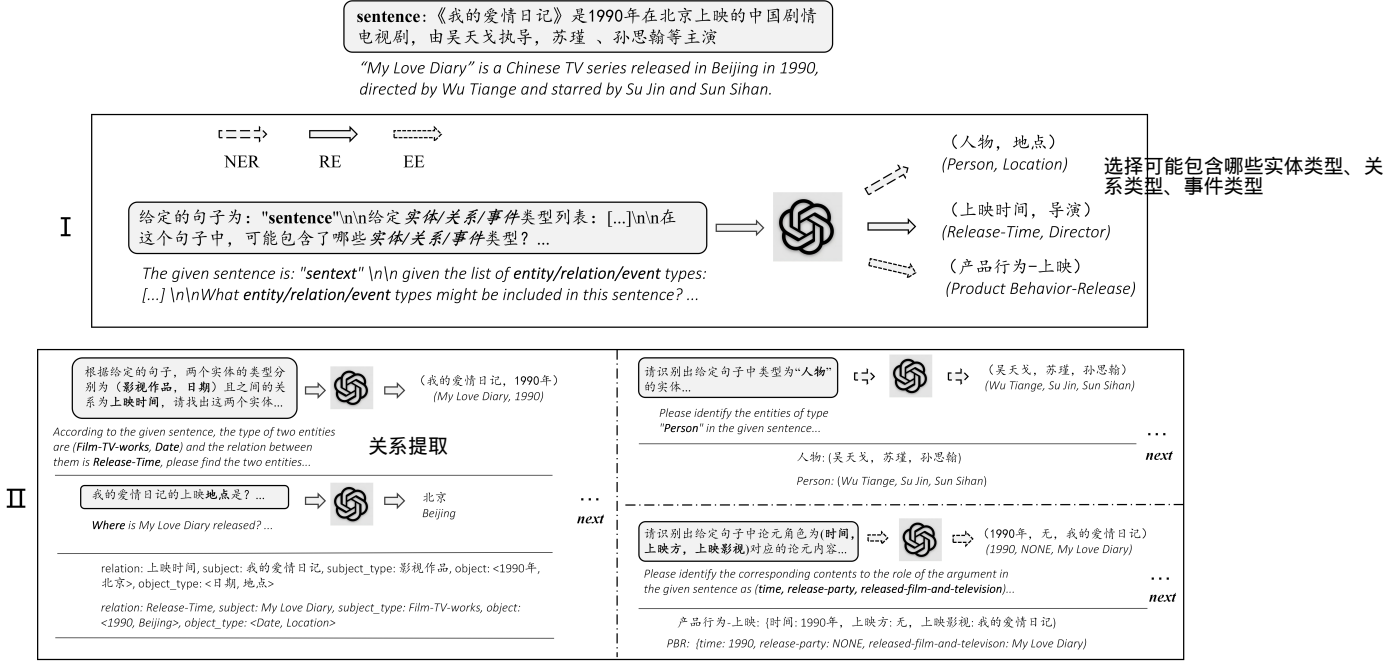 sentence: 《我的爱情日记》是1990年在北京上映的中国剧情
电视剧，由吴天戈执导，苏瑾 、孙思翰等主演
“My Love Diary” is a Chinese TV series released in Beijing in 1990,
directed by Wu Tiange and starred by Su Jin and Sun Sihan.
NER
RE
EE
I
给定的句子为："sentence"\n\n给定实体/关系/事件类型列表：[...]\n\n在
这个句子中，可能包含了哪些实体/关系/事件类型？...
The given sentence is: "sentext" \n\n given the list of entity/relation/event types:
[...] \n\nWhat entity/relation/event types might be included in this sentence? ...
（人物，地点）
(Person, Location)
（上映时间，导演）
(Release-Time, Director)
（产品行为-上映）
(Product Behavior-Release)
选择可能包含哪些实体类型、关
系类型、事件类型
II
根据给定的句子，两个实体的类型分
别为（影视作品，日期）且之间的关
系为上映时间，请找出这两个实体...
（我的爱情日记，1990年）
(My Love Diary, 1990)
According to the given sentence, the type of two entities
are (Film-TV-works, Date) and the relation between
them is Release-Time, please find the two entities...
关系提取
我的爱情日记的上映地点是？...
北京
Beijing
Where is My Love Diary released? ...
...
next
relation: 上映时间, subject: 我的爱情日记, subject_type: 影视作品, object: <1990年,
北京>, object_type: <日期, 地点>
relation: Release-Time, subject: My Love Diary, subject_type: Film-TV-works, object:
<1990, Beijing>, object_type: <Date, Location>
请识别出给定句子中类型为“人物”
的实体...
（吴天戈，苏瑾，孙思翰）
(Wu Tiange, Su Jin, Sun Sihan)
Please identify the entities of type
"Person" in the given sentence...
...
next
人物: (吴天戈，苏瑾，孙思翰)
Person: (Wu Tiange, Su Jin, Sun Sihan)
请识别出给定句子中论元角色为(时间,
上映方，上映影视)对应的论元内容...
（1990年，无，我的爱情日记）
(1990, NONE, My Love Diary)
Please identify the corresponding contents to the role of the argument in
the given sentence as (time, release-party, released-film-and-television)...
...
next
产品行为-上映: {时间: 1990年，上映方: 无，上映影视: 我的爱情日记}
PBR: {time: 1990, release-party: NONE, released-film-and-televison: My Love Diary}